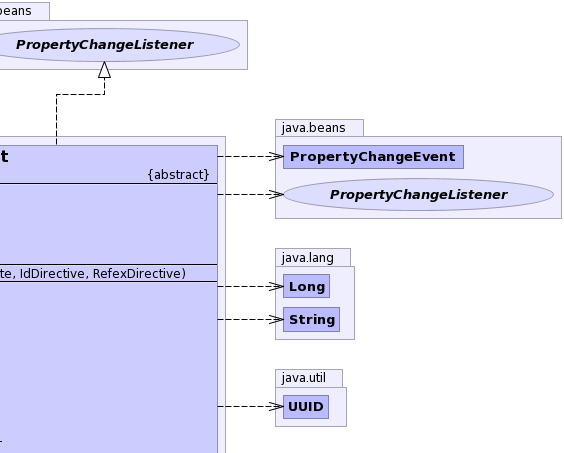 beans
PropertyChangeListener
java.beans
t
PropertyChangeEvent
{abstract}
PropertyChangeListener
java.lang
te, IdDirective, RefexDirective)
Long
String
java.util
UUID